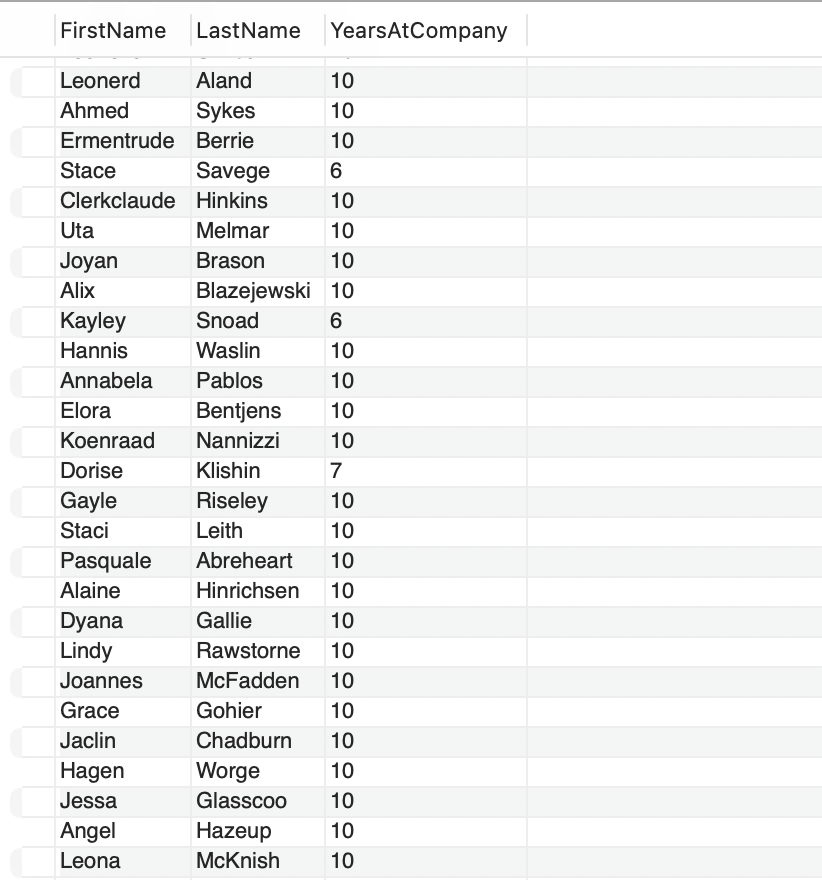 FirstName LastName YearsAtCompany
Leonerd Aland 10
Ahmed Sykes 10
Ermentrude Berrie 10
Stace Savege 6
Clerkclaude Hinkins 10
Uta Melmar 10
Joyan Brason 10
Alix Blazejewski 10
Kayley Snoad 6
Hannis Waslin 10
Annabela Pablos 10
Elora Bentjens 10
Koenraad Nannizzi 10
Dorise Klishin 7
Gayle Riseley 10
Staci Leith 10
Pasquale Abreheart 10
Alaine Hinrichsen 10
Dyana Gallie 10
Lindy Rawstorne 10
Joannes McFadden 10
Grace Gohier 10
Jaclin Chadburn 10
Hagen Worge 10
Jessa Glasscoo 10
Angel Hazeup 10
Leona McKnish 10